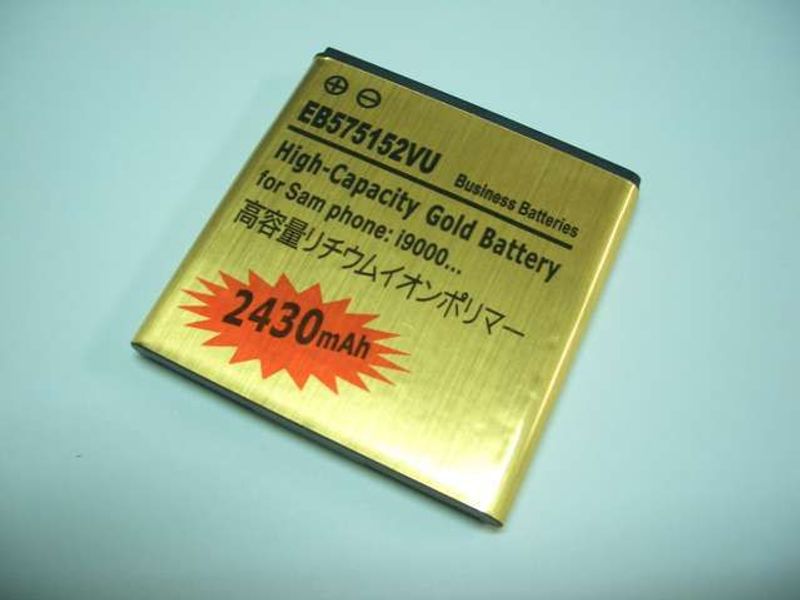 ⊕ ⊖
EB575152VU Business Batteries
High-Capacity Gold Battery
for Sam phone: i9000...
高容量リチウムイオンポリマー
2430mAh